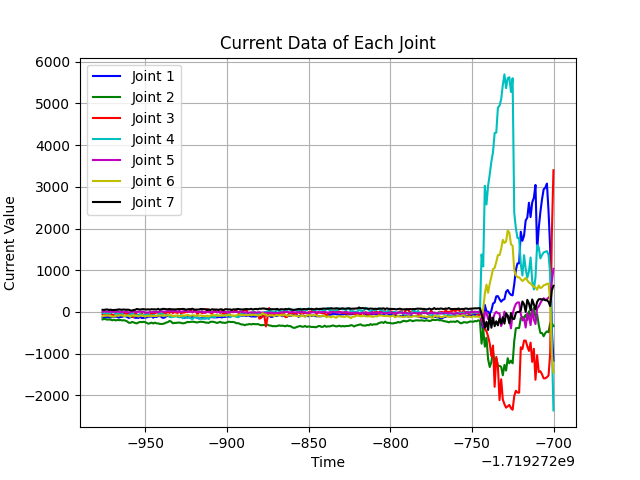 Current Data of Each Joint
6000
5000
4000
3000
2000
1000
0
−1000
−2000
Current Value
Joint 1
Joint 2
Joint 3
Joint 4
Joint 5
Joint 6
Joint 7
−950 −900 −850 −800 −750 −700
Time
−1.719272e9